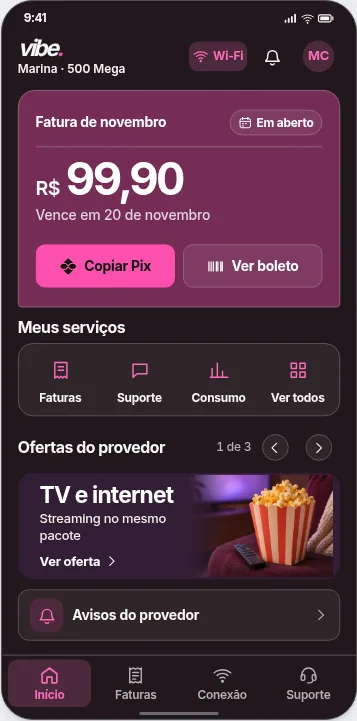 9:41
vibe.
Wi-Fi
MC
Marina · 500 Mega
Fatura de novembro
Em aberto
R$ 99,90
Vence em 20 de novembro
Copiar Pix
Ver boleto
Meus serviços
Faturas
Suporte
Consumo
Ver todos
Ofertas do provedor
1 de 3
TV e internet
Streaming no mesmo
pacote
Ver oferta
Avisos do provedor
Início
Faturas
Conexão
Suporte